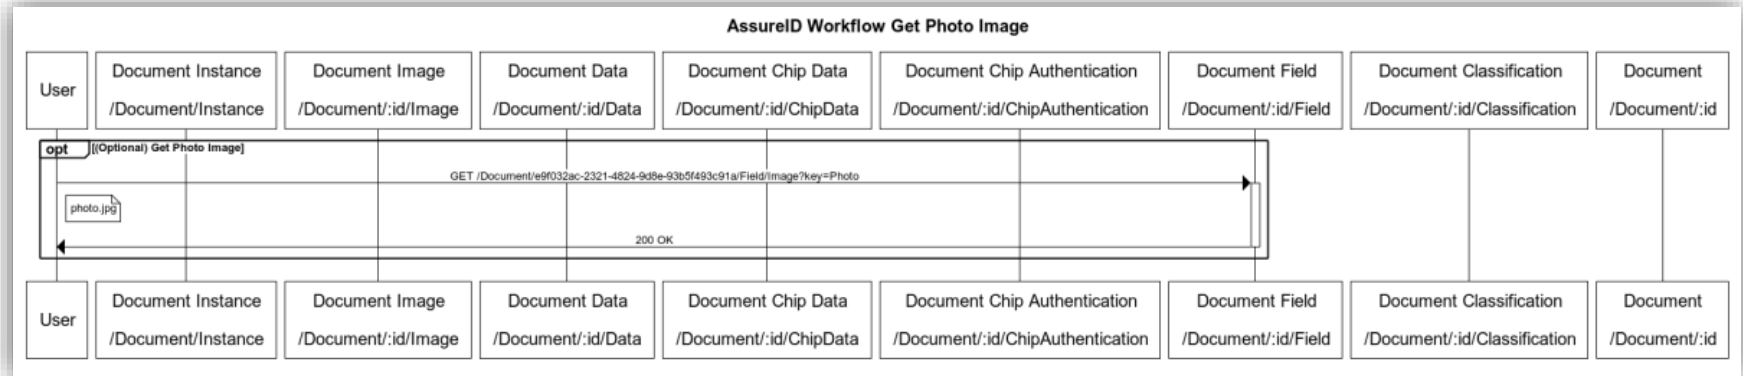 AssureID Workflow Get Photo Image
User
Document Instance
/Document/Instance
Document Image
/Document/:id/Image
Document Data
/Document/:id/Data
Document Chip Data
/Document/:id/ChipData
Document Chip Authentication
/Document/:id/ChipAuthentication
Document Field
/Document/:id/Field
Document Classification
/Document/:id/Classification
Document
/Document/:id
opt
[(Optional) Get Photo Image]
GET /Document/e9f032ac-2321-4824-9d8e-93b5f493c91a/Field/Image?key=Photo
photo.jpg
200 OK
User
Document Instance
/Document/Instance
Document Image
/Document/:id/Image
Document Data
/Document/:id/Data
Document Chip Data
/Document/:id/ChipData
Document Chip Authentication
/Document/:id/ChipAuthentication
Document Field
/Document/:id/Field
Document Classification
/Document/:id/Classification
Document
/Document/:id